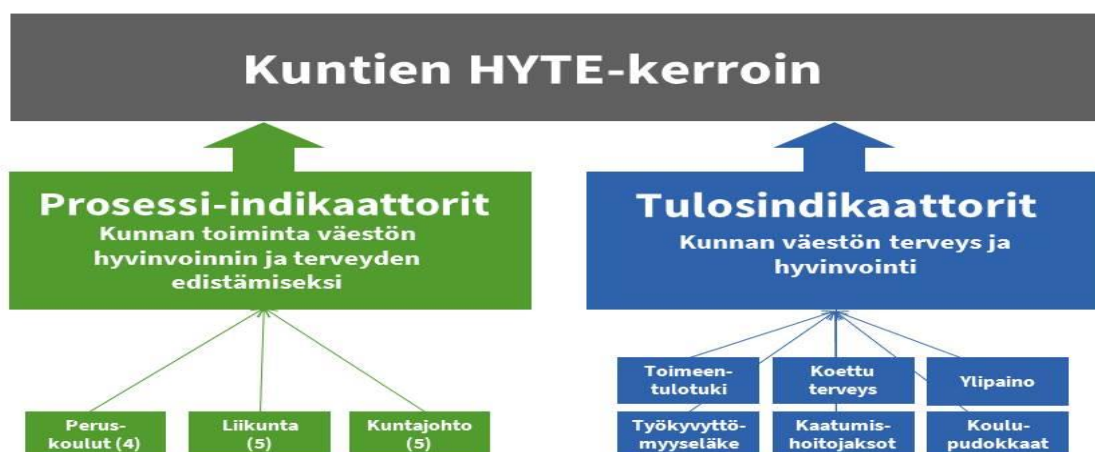 Kuntien HYTE-kerroin
Prosessi-indikaattorit
Kunnan toiminta väestön
hyvinvoinnin ja terveyden
edistämiseksi
Tulosindikaattorit
Kunnan väestön terveys ja
hyvinvointi
Perus-
koulut (4)
Liikunta
(5)
Kuntajohto
(5)
Toimeen-
tulotuki
Koettu
terveys
Ylipaino
Työkyvyttö-
myyseläke
Kaatumis-
hoitojaksot
Koulu-
pudokkaat